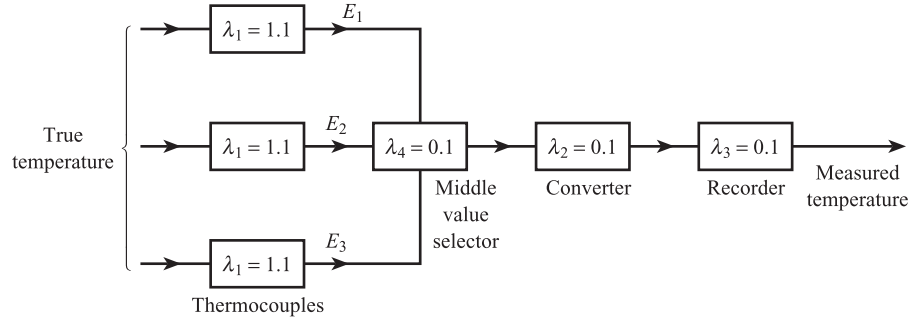 λ₁ = 1.1
E₁
True
temperature
λ₁ = 1.1
E₂
λ₄ = 0.1
Middle
value
selector
λ₂ = 0.1
Converter
λ₃ = 0.1
Recorder
Measured
temperature
λ₁ = 1.1
E₃
Thermocouples